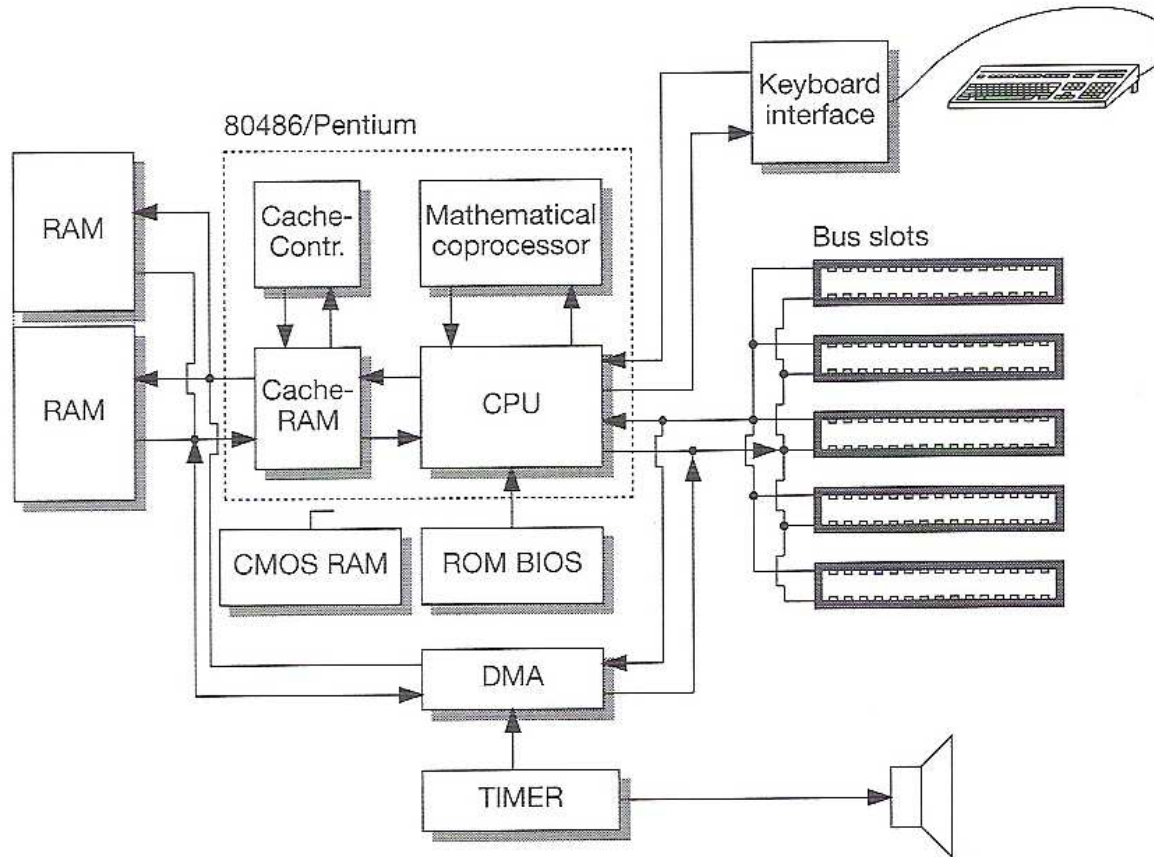 Keyboard
interface
80486/Pentium
RAM
Cache-
Contr.
Mathematical
coprocessor
Bus slots
RAM
Cache-
RAM
CPU
CMOS RAM
ROM BIOS
DMA
TIMER